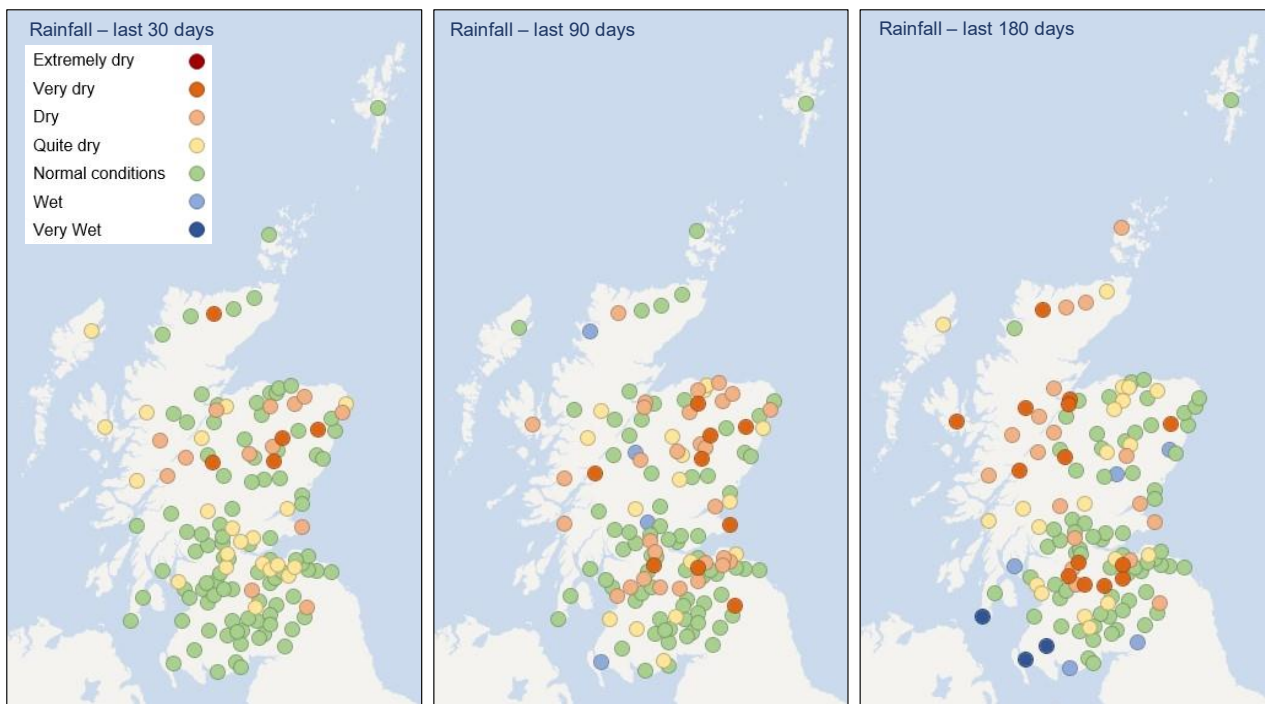 Rainfall – last 30 days
Extremely dry
Very dry
Dry
Quite dry
Normal conditions
Wet
Very Wet
Rainfall – last 90 days
Rainfall – last 180 days